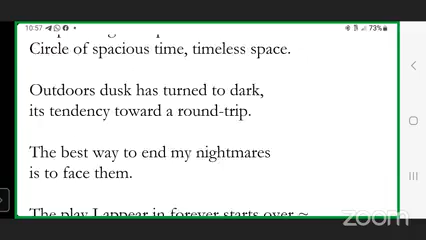 10:57
73%
Circle of spacious time, timeless space.
Outdoors dusk has turned to dark,
its tendency toward a round-trip.
The best way to end my nightmares
is to face them.
The play I appear in forever starts over ~
zoom